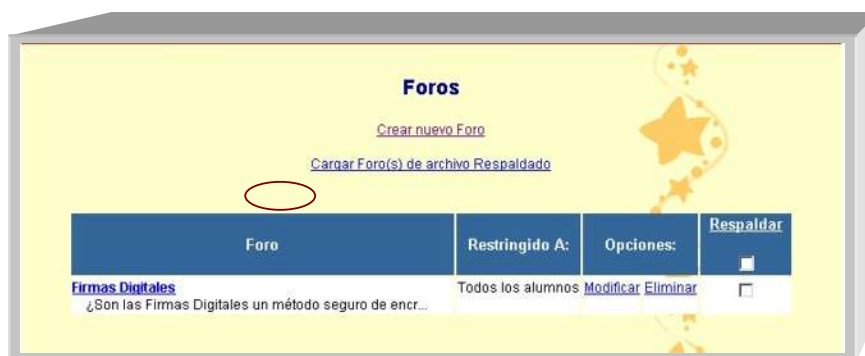 Foros
Crear nuevo Foro
Cargar Foro(s) de archivo Respaldado
Foro Restringido A: Opciones: Respaldar
Firmas Digitales Todos los alumnos Modificar Eliminar
¿Son las Firmas Digitales un método seguro de encr...